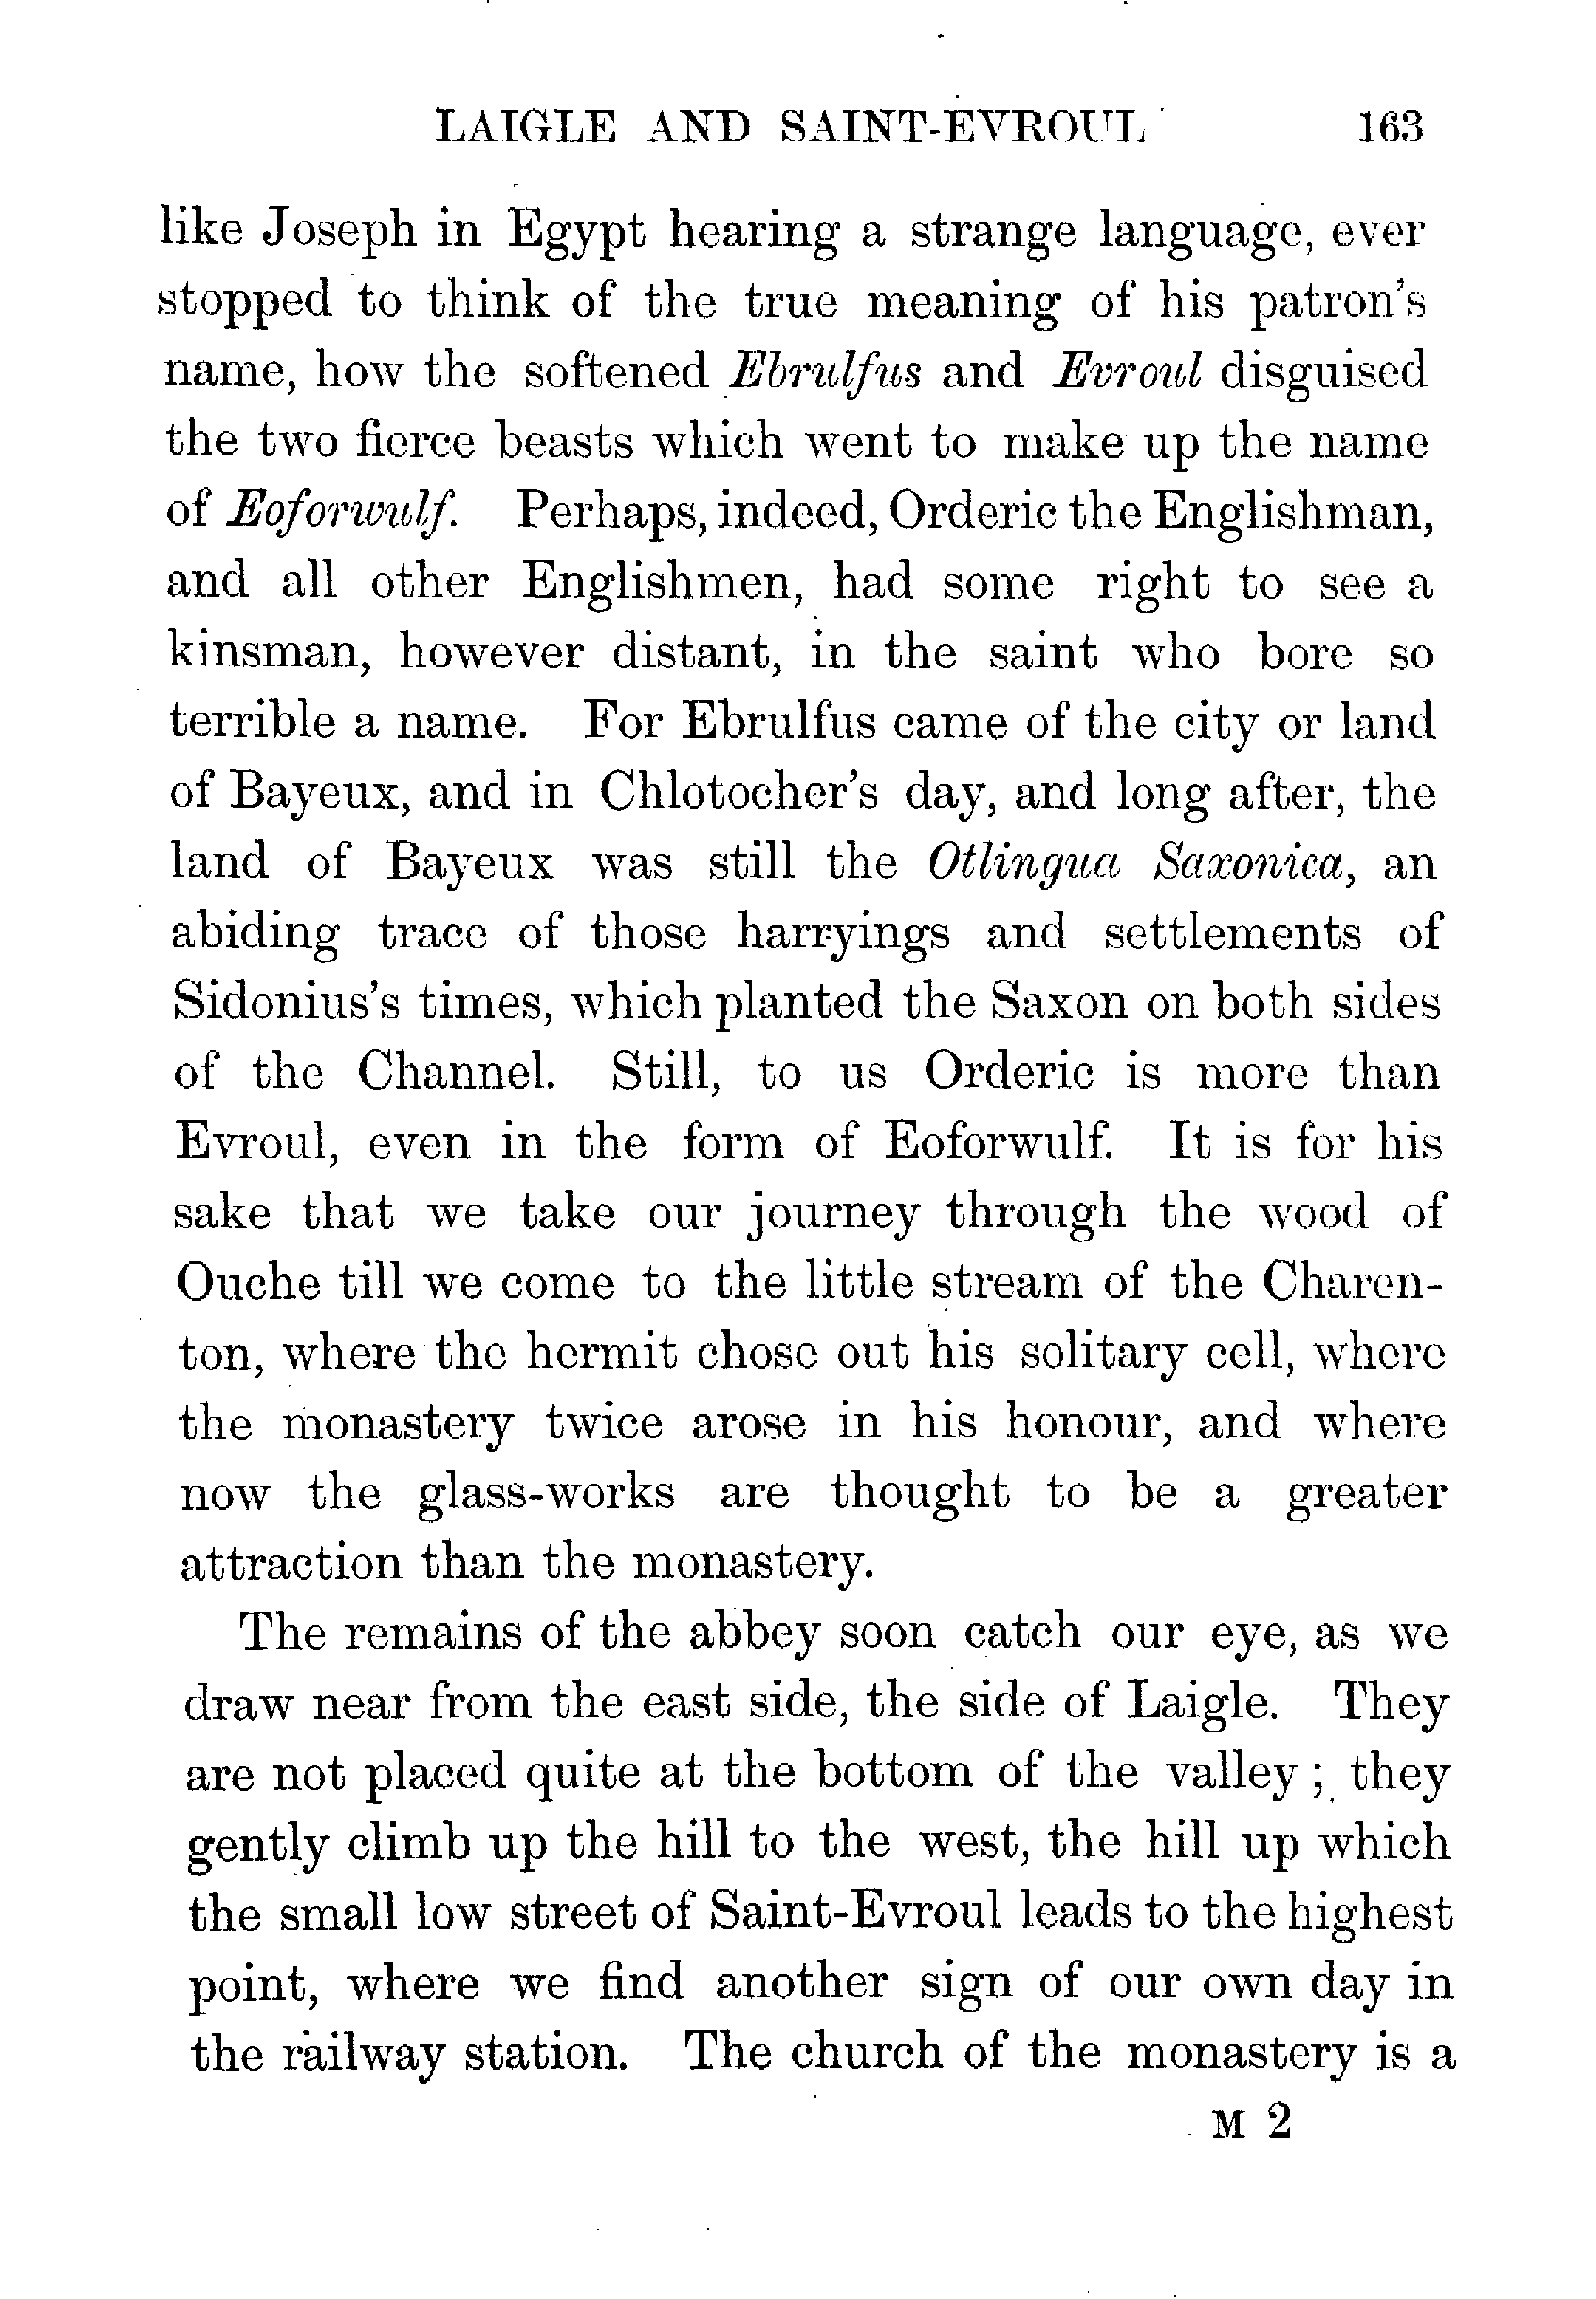 LAIGLE AND SAINT-EVROUL 163
like Joseph in Egypt hearing a strange language, ever
stopped to think of the true meaning of his patron's
name, how the softened Ebrulfus and Evroul disguised
the two fierce beasts which went to make up the name
of Eoforwulf. Perhaps, indeed, Orderic the Englishman,
and all other Englishmen, had some right to see a
kinsman, however distant, in the saint who bore so
terrible a name. For Ebrulfus came of the city or land
of Bayeux, and in Chlotocher's day, and long after, the
land of Bayeux was still the Otlingua Saxonica, an
abiding trace of those harryings and settlements of
Sidonius's times, which planted the Saxon on both sides
of the Channel. Still, to us Orderic is more than
Evroul, even in the form of Eoforwulf. It is for his
sake that we take our journey through the wood of
Ouche till we come to the little stream of the Charen-
ton, where the hermit chose out his solitary cell, where
the monastery twice arose in his honour, and where
now the glass-works are thought to be a greater
attraction than the monastery.
The remains of the abbey soon catch our eye, as we
draw near from the east side, the side of Laigle. They
are not placed quite at the bottom of the valley; they
gently climb up the hill to the west, the hill up which
the small low street of Saint-Evroul leads to the highest
point, where we find another sign of our own day in
the railway station. The church of the monastery is a
M 2